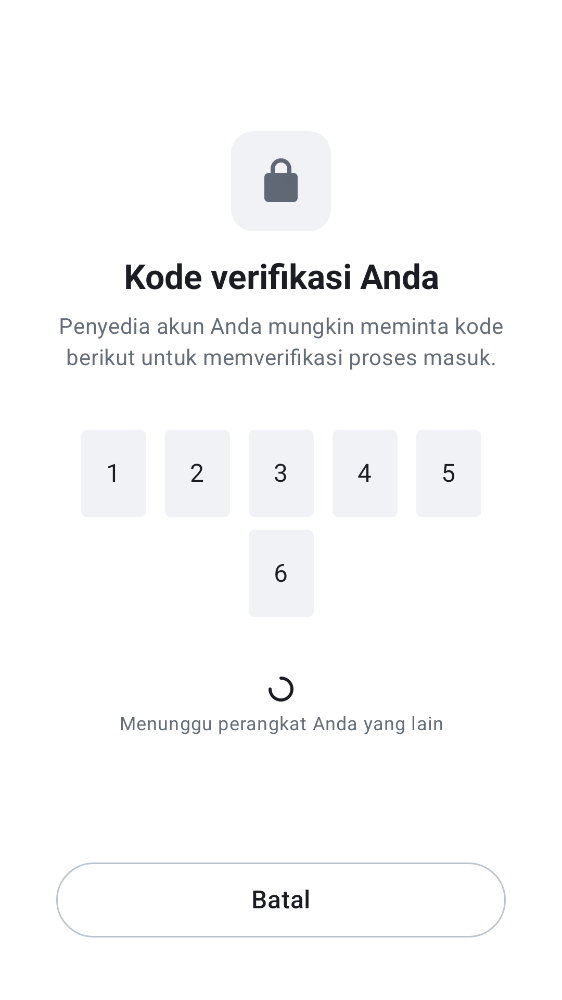 Kode verifikasi Anda
Penyedia akun Anda mungkin meminta kode
berikut untuk memverifikasi proses masuk.
1 2 3 4 5
6
Menunggu perangkat Anda yang lain
Batal